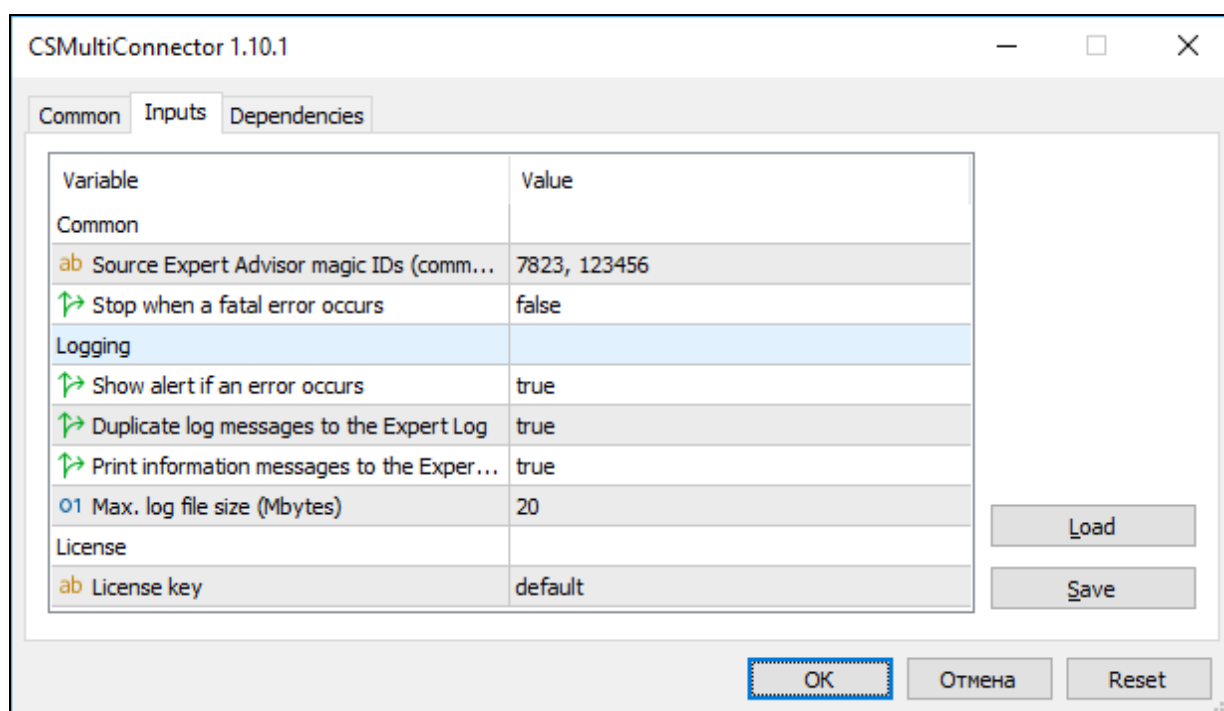 CSMultiConnector 1.10.1
Common Inputs Dependencies
Variable Value
Common
ab Source Expert Advisor magic IDs (comm... 7823, 123456
Stop when a fatal error occurs false
Logging
Show alert if an error occurs true
Duplicate log messages to the Expert Log true
Print information messages to the Exper... true
01 Max. log file size (Mbytes) 20
Load
License
ab License key default
Save
OK Отмена Reset